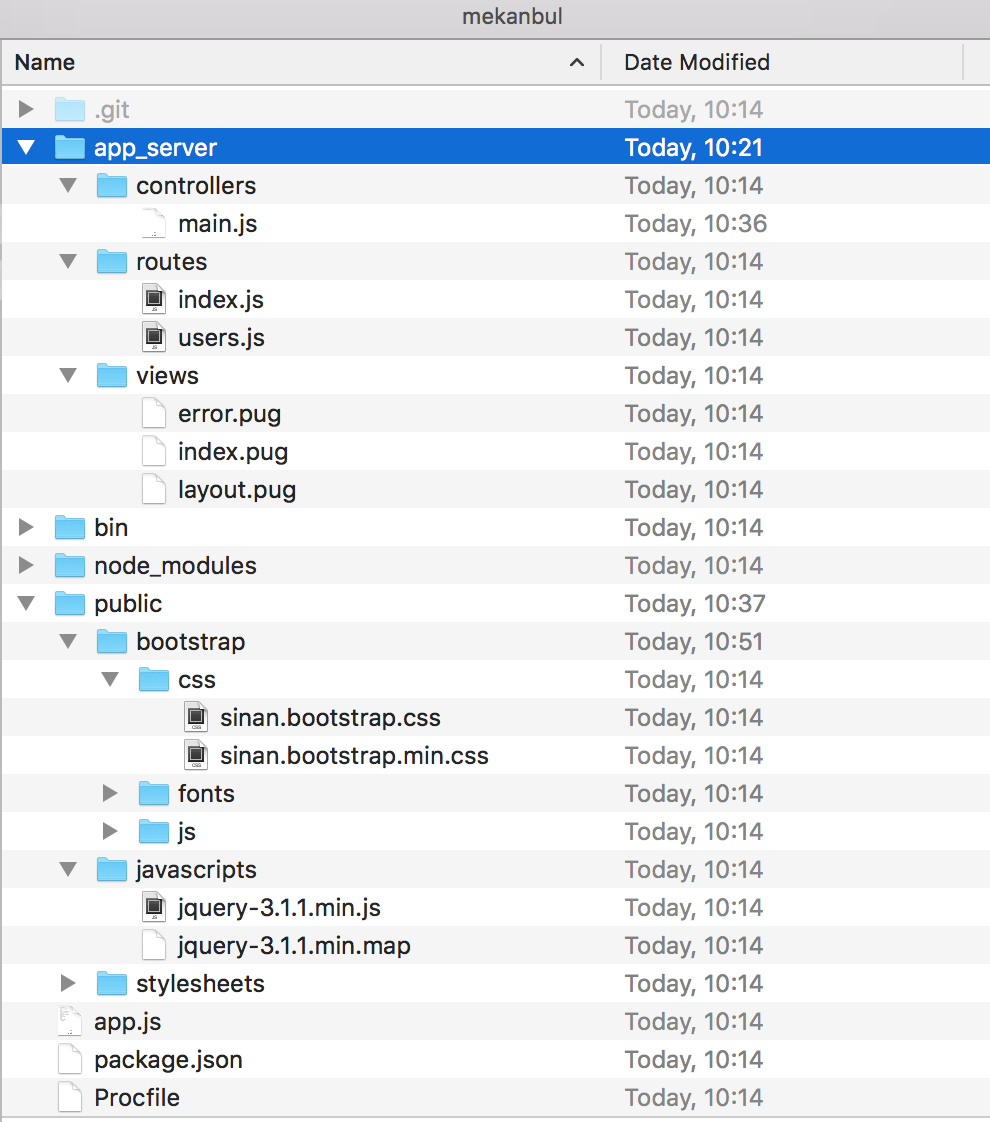 mekanbul
Name Date Modified
.git Today, 10:14
app_server Today, 10:21
controllers Today, 10:14
main.js Today, 10:36
routes Today, 10:14
index.js Today, 10:14
users.js Today, 10:14
views Today, 10:14
error.pug Today, 10:14
index.pug Today, 10:14
layout.pug Today, 10:14
bin Today, 10:14
node_modules Today, 10:14
public Today, 10:37
bootstrap Today, 10:51
css Today, 10:14
sinan.bootstrap.css Today, 10:14
sinan.bootstrap.min.css Today, 10:14
fonts Today, 10:14
js Today, 10:14
javascripts Today, 10:14
jquery-3.1.1.min.js Today, 10:14
jquery-3.1.1.min.map Today, 10:14
stylesheets Today, 10:14
app.js Today, 10:14
package.json Today, 10:14
Procfile Today, 10:14